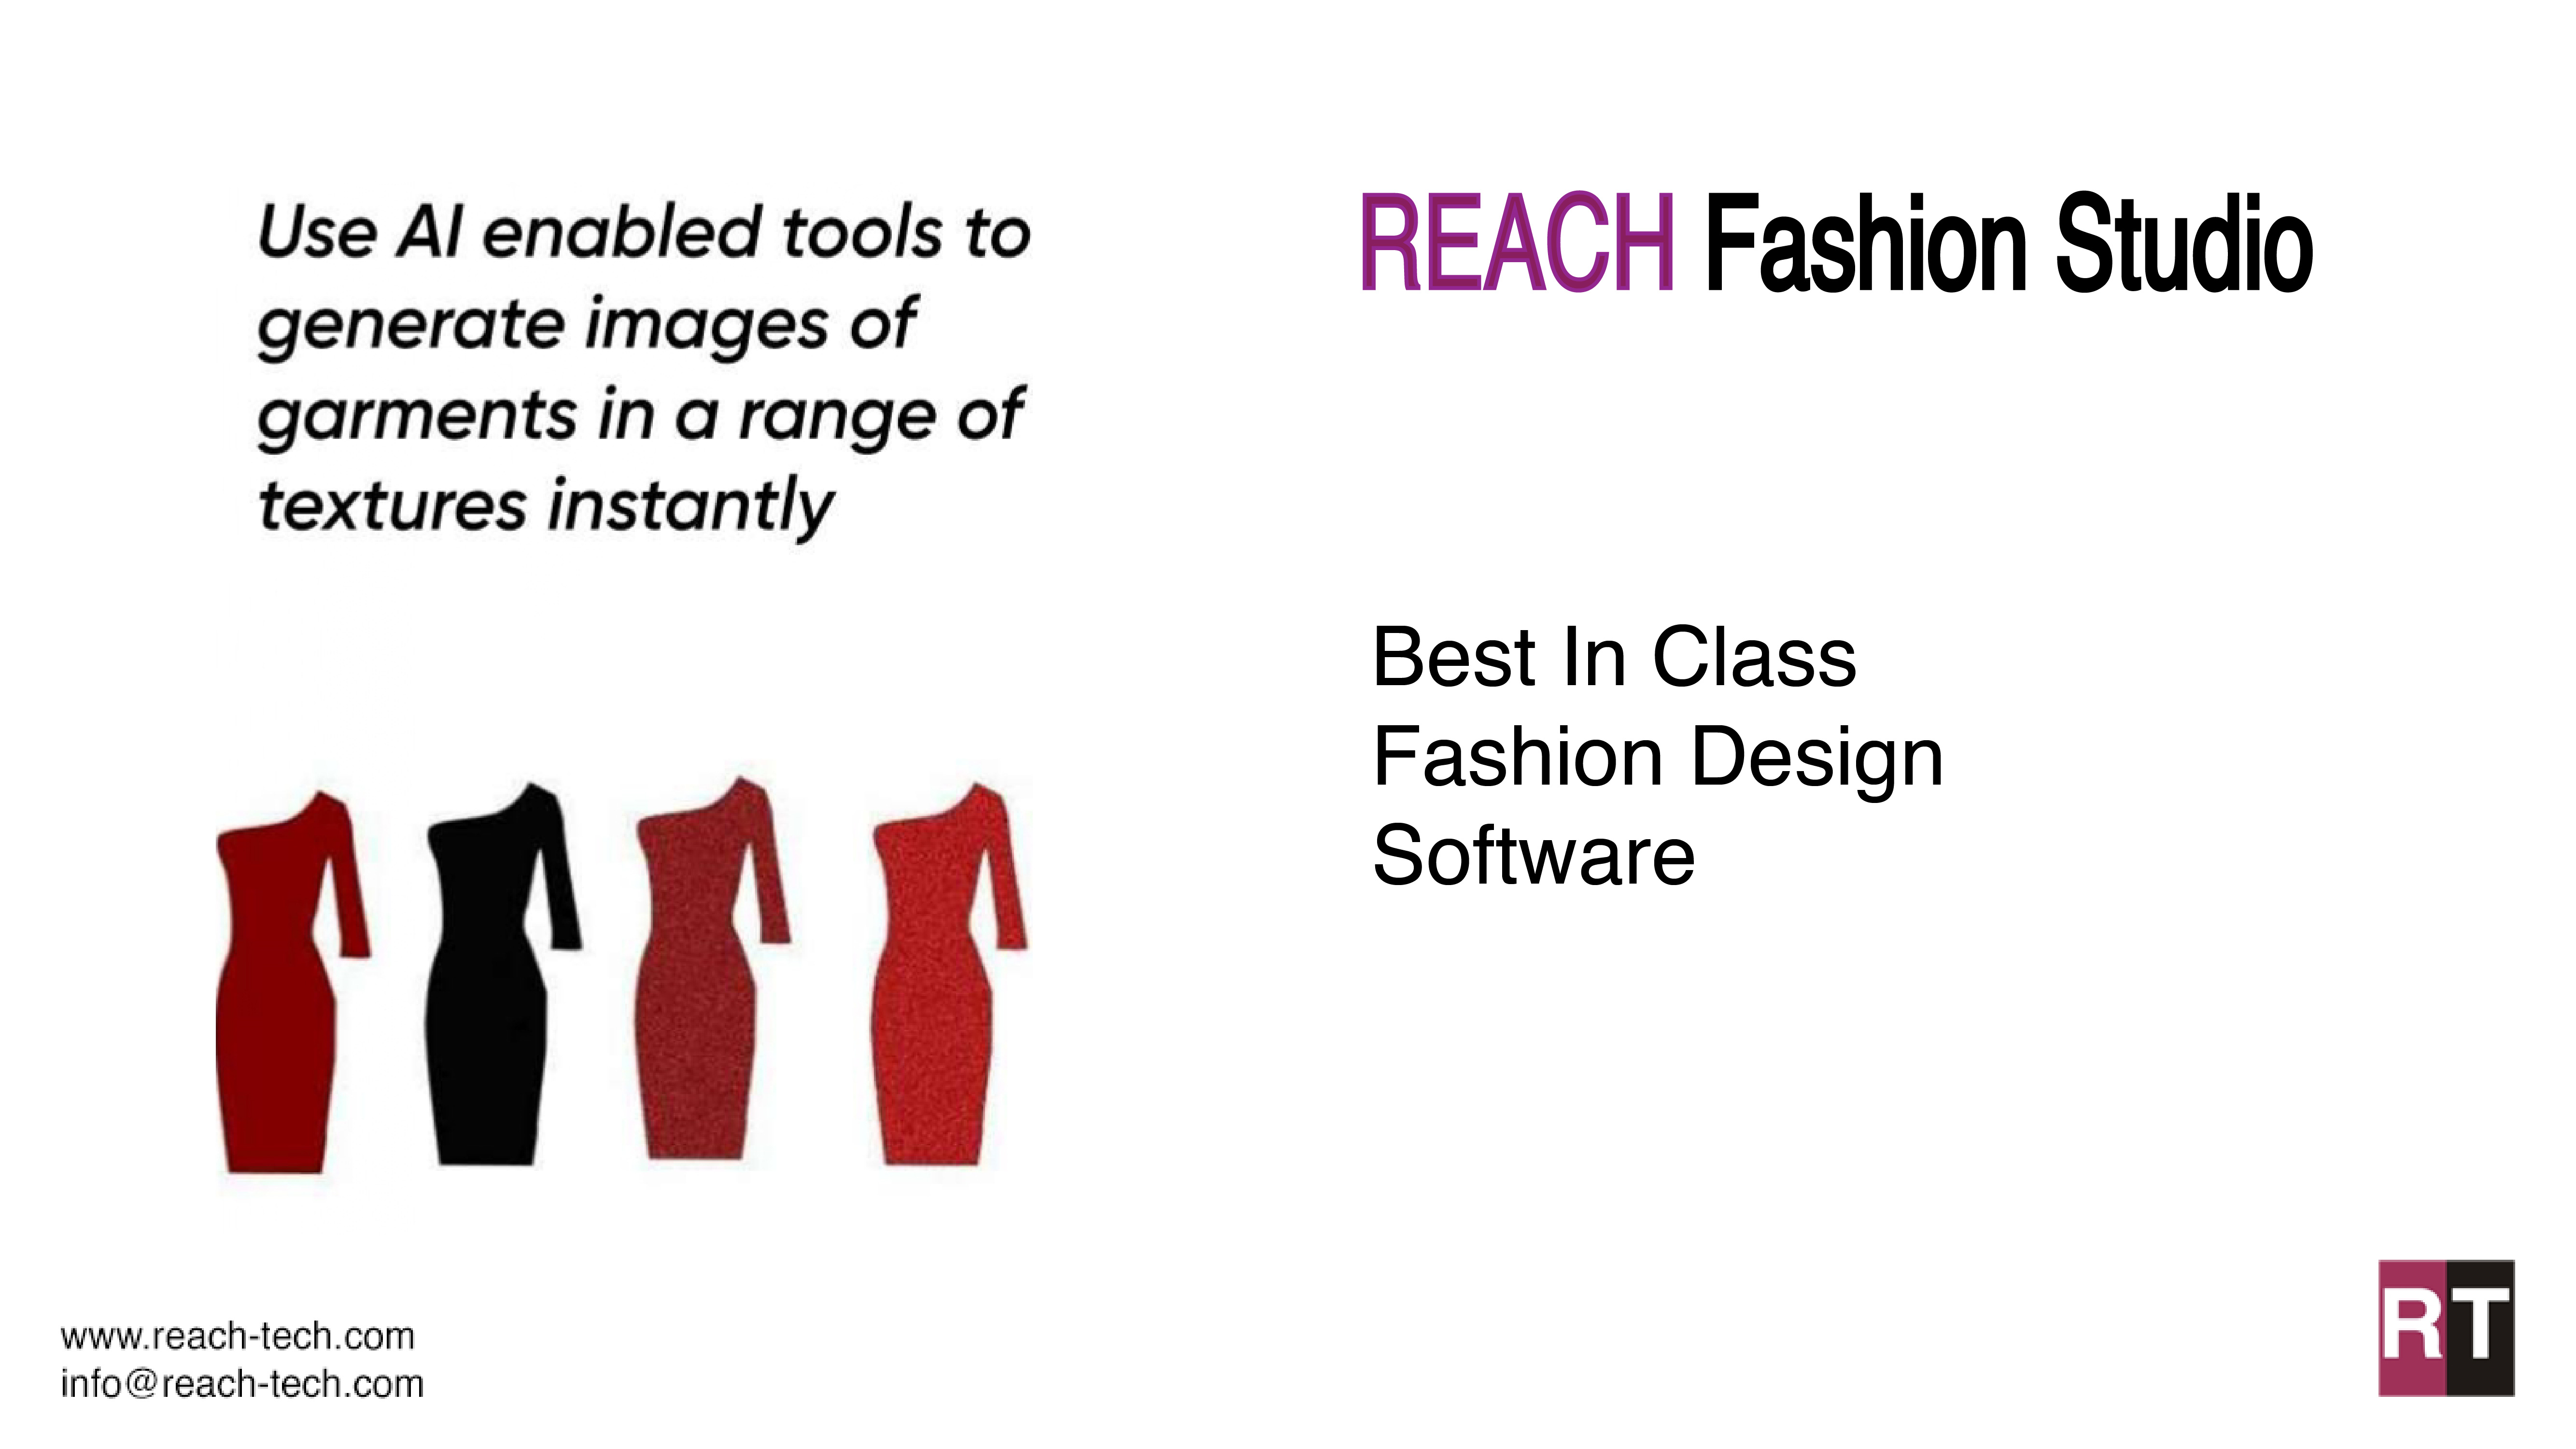 Use AI enabled tools to
generate images of
garments in a range of
textures instantly
REACH Fashion Studio
Best In Class
Fashion Design
Software
www.reach-tech.com
info@reach-tech.com
RT